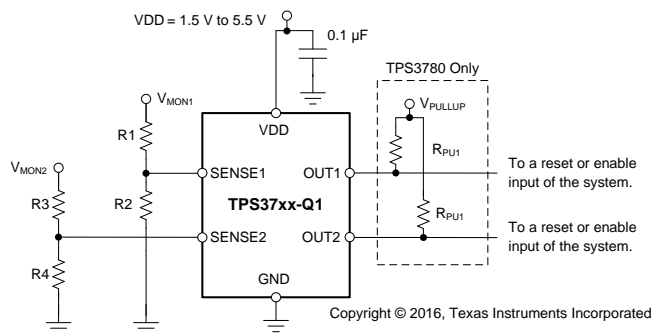 VDD = 1.5 V to 5.5 V
0.1 µF
TPS3780 Only
VMON1
VPULLUP
VDD
R1
RPU1
VMON2
SENSE1
OUT1
To a reset or enable
input of the system.
R3
R2
TPS37xx-Q1
RPU1
SENSE2
OUT2
To a reset or enable
input of the system.
R4
GND
Copyright © 2016, Texas Instruments Incorporated